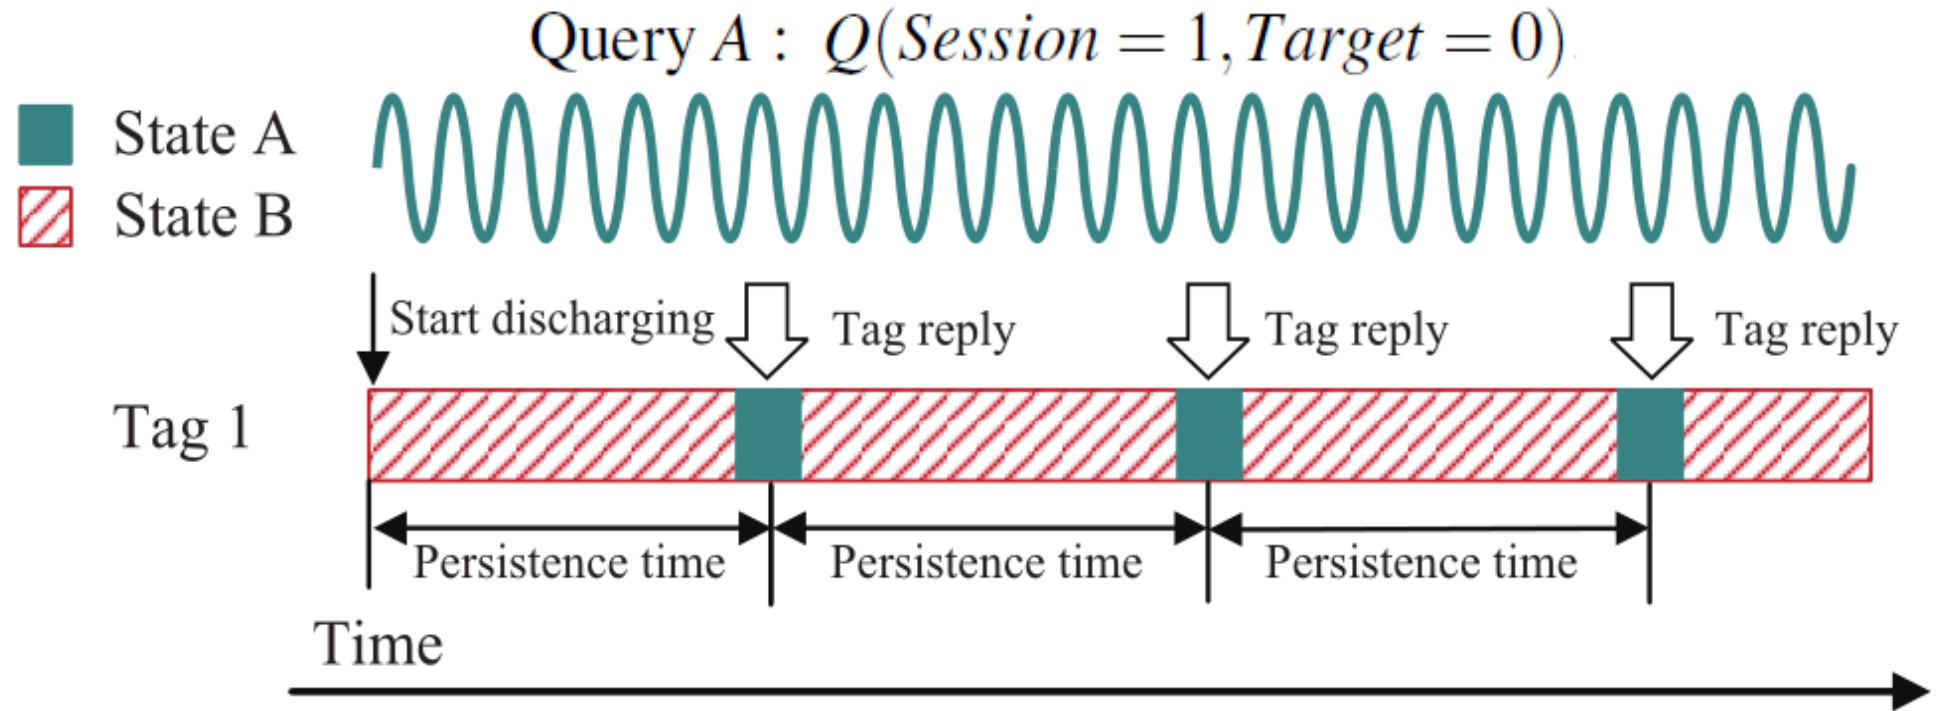 Query A : Q(Session = 1, Target = 0).
State A
State B
Start discharging
Tag reply
Tag reply
Tag reply
Tag 1
Persistence time
Persistence time
Persistence time
Time